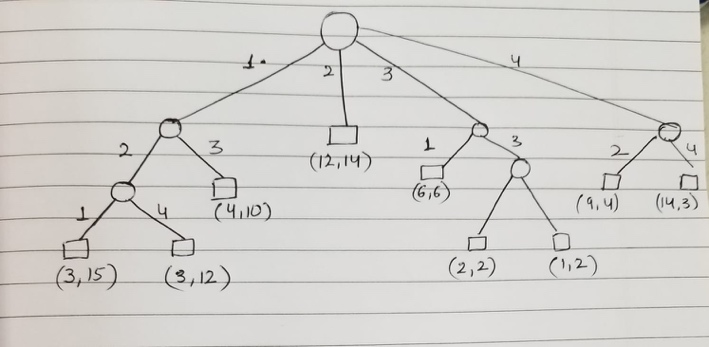 1. 2 3 4
2 3 1 3 2 4
(12,14)
(6,6) (9,4) (14,3)
1 4 (4,10)
(3,15) (3,12) (2,2) (1,2)